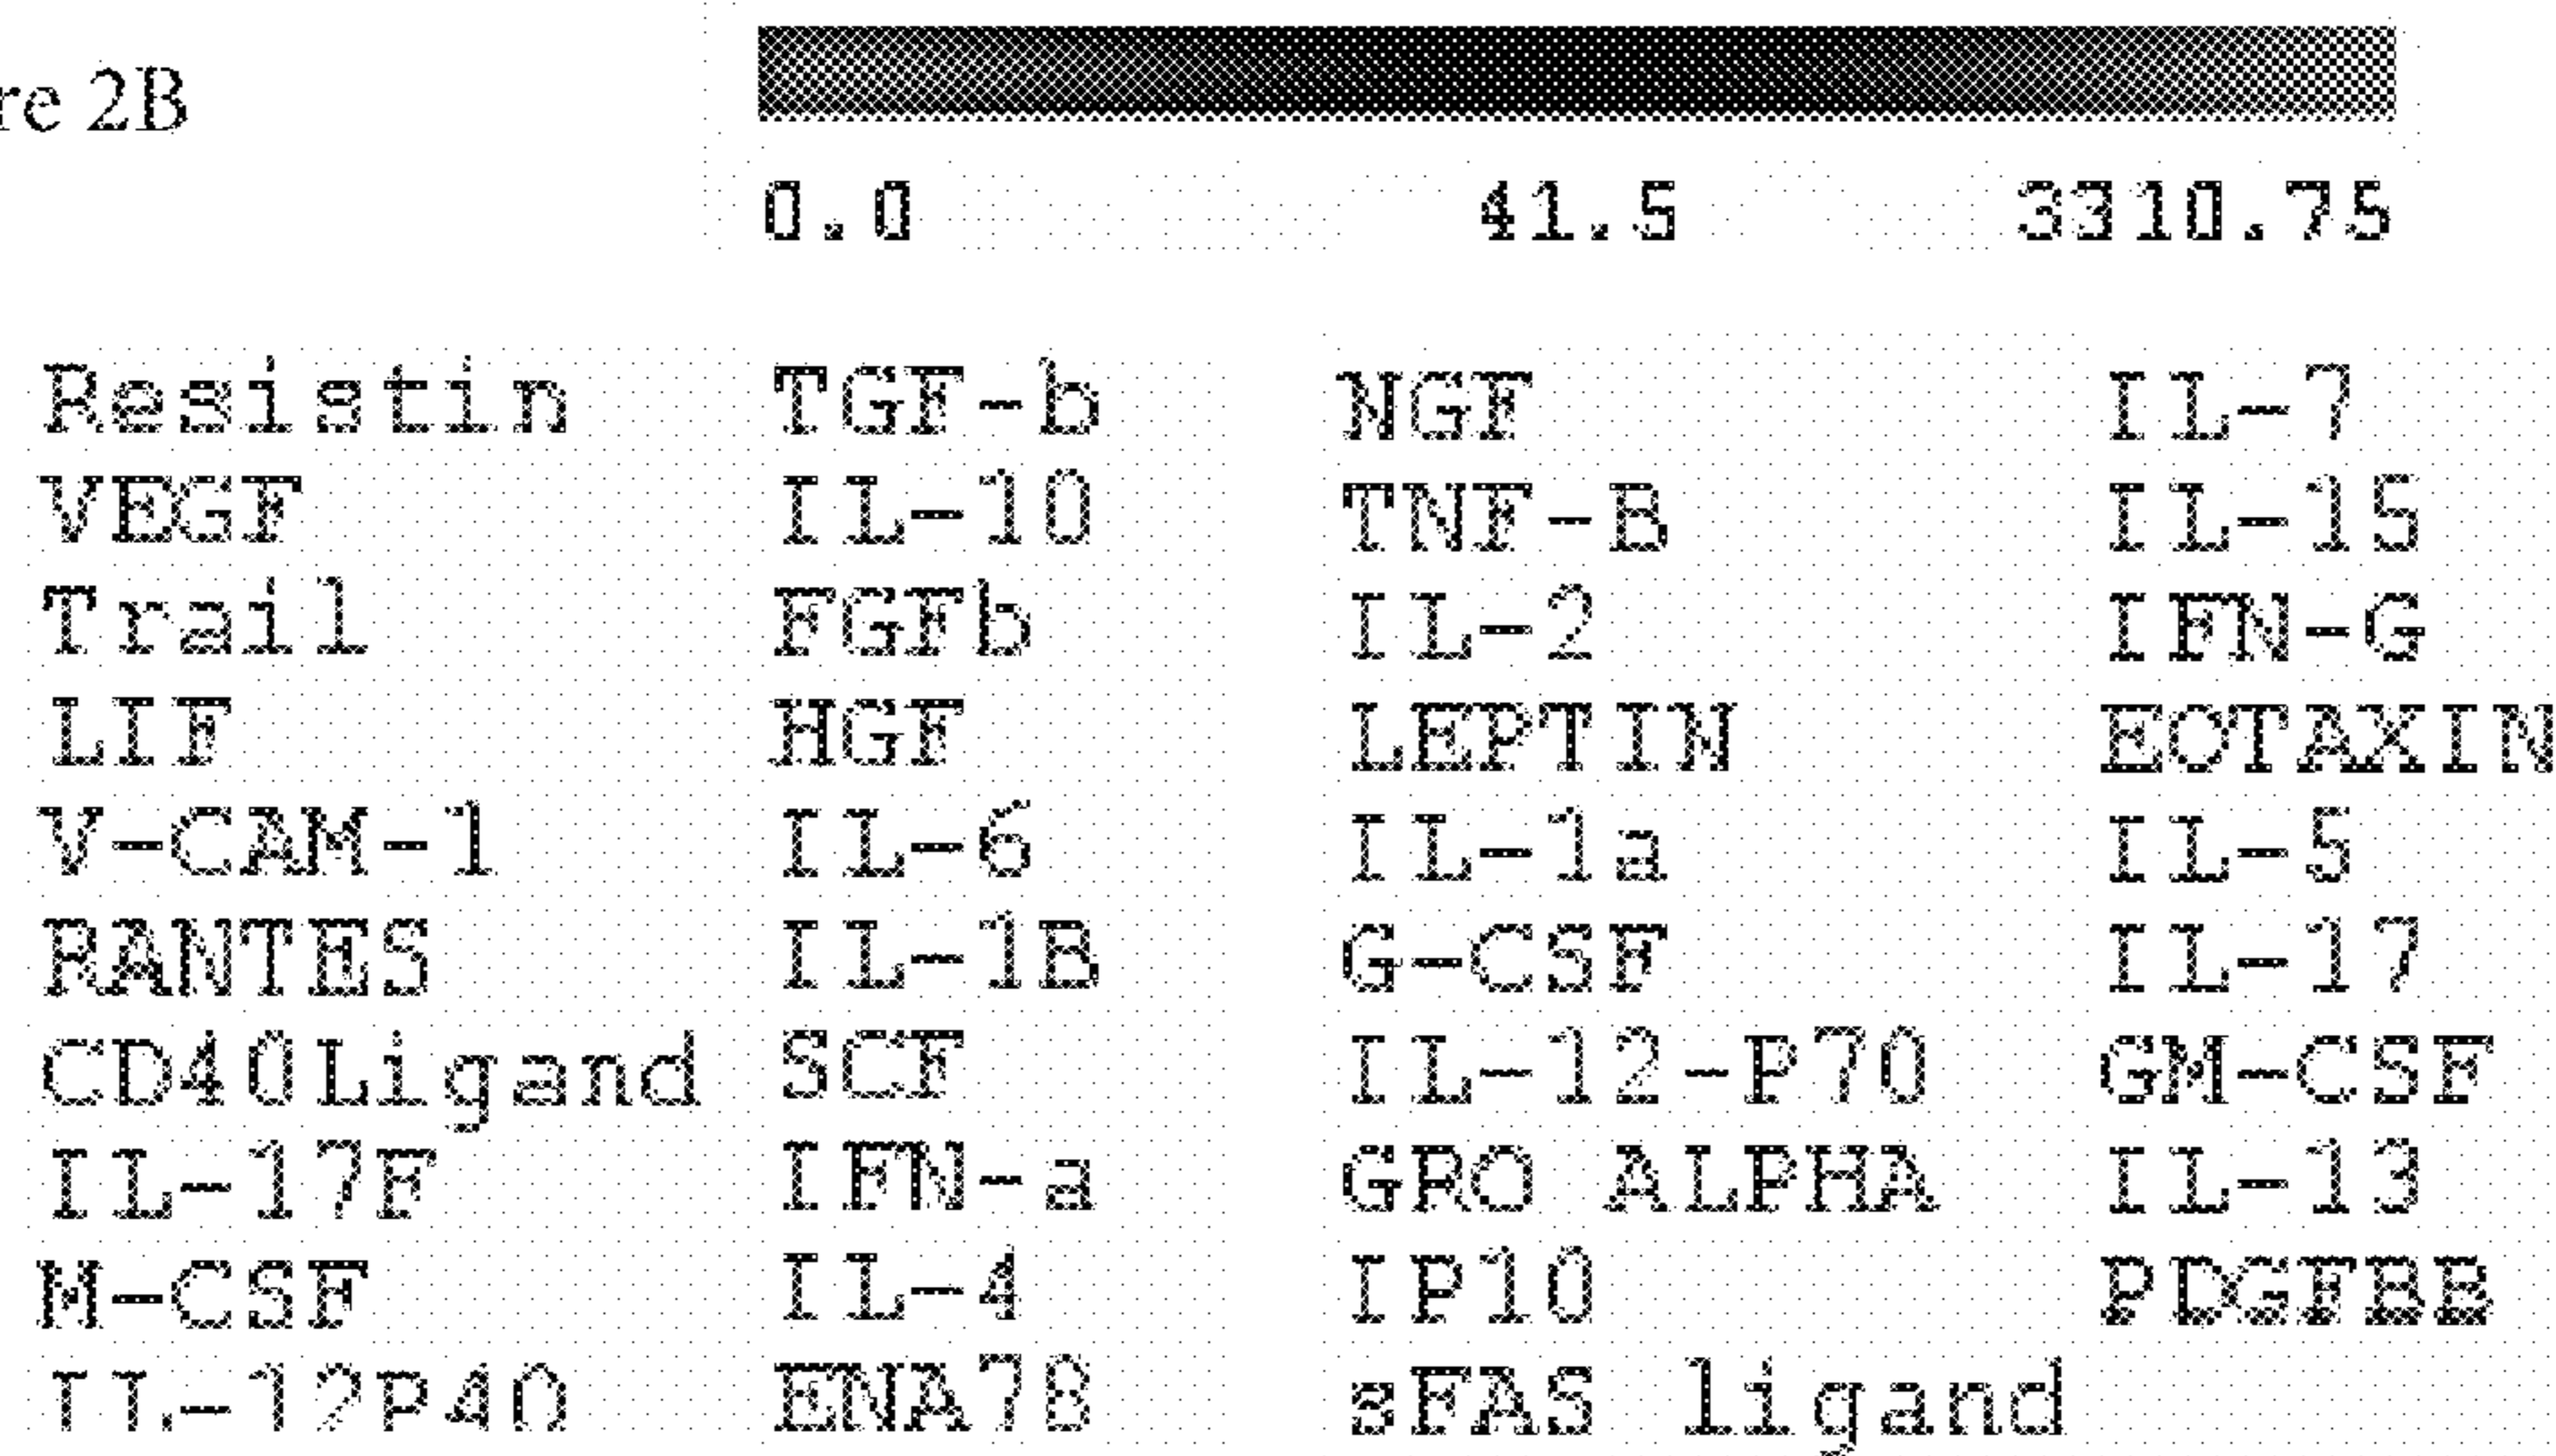 re 2B
0.0 41.5 3310.75
Resistin TGF-b NGF IL-7
VEGF IL-10 TNF-B IL-15
Trail FGFb IL-2 IFN-G
LIF HGF LEPTIN EOTAXIN
V-CAM-1 IL-6 IL-1a IL-5
RANTES IL-1B G-CSF IL-17
CD40Ligand SCF IL-12-P70 GM-CSF
IL-17F IFN-a GRO ALPHA IL-13
M-CSF IL-4 IP10 PDGFBB
IL-12P40 ENA78 sFAS ligand